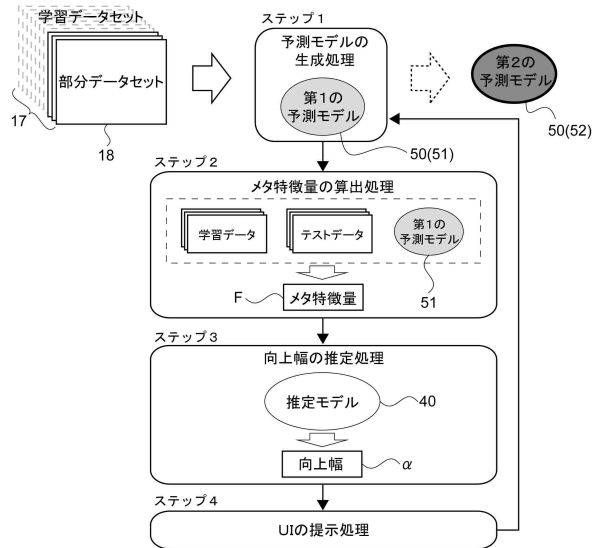 学習データセット
部分データセット
17
18
ステップ1
予測モデルの
生成処理
第1の
予測モデル
50(51)
第2の
予測モデル
50(52)
ステップ2
メタ特徴量の算出処理
学習データ
テストデータ
第1の
予測モデル
51
F
メタ特徴量
ステップ3
向上幅の推定処理
推定モデル
40
向上幅
α
ステップ4
UIの提示処理